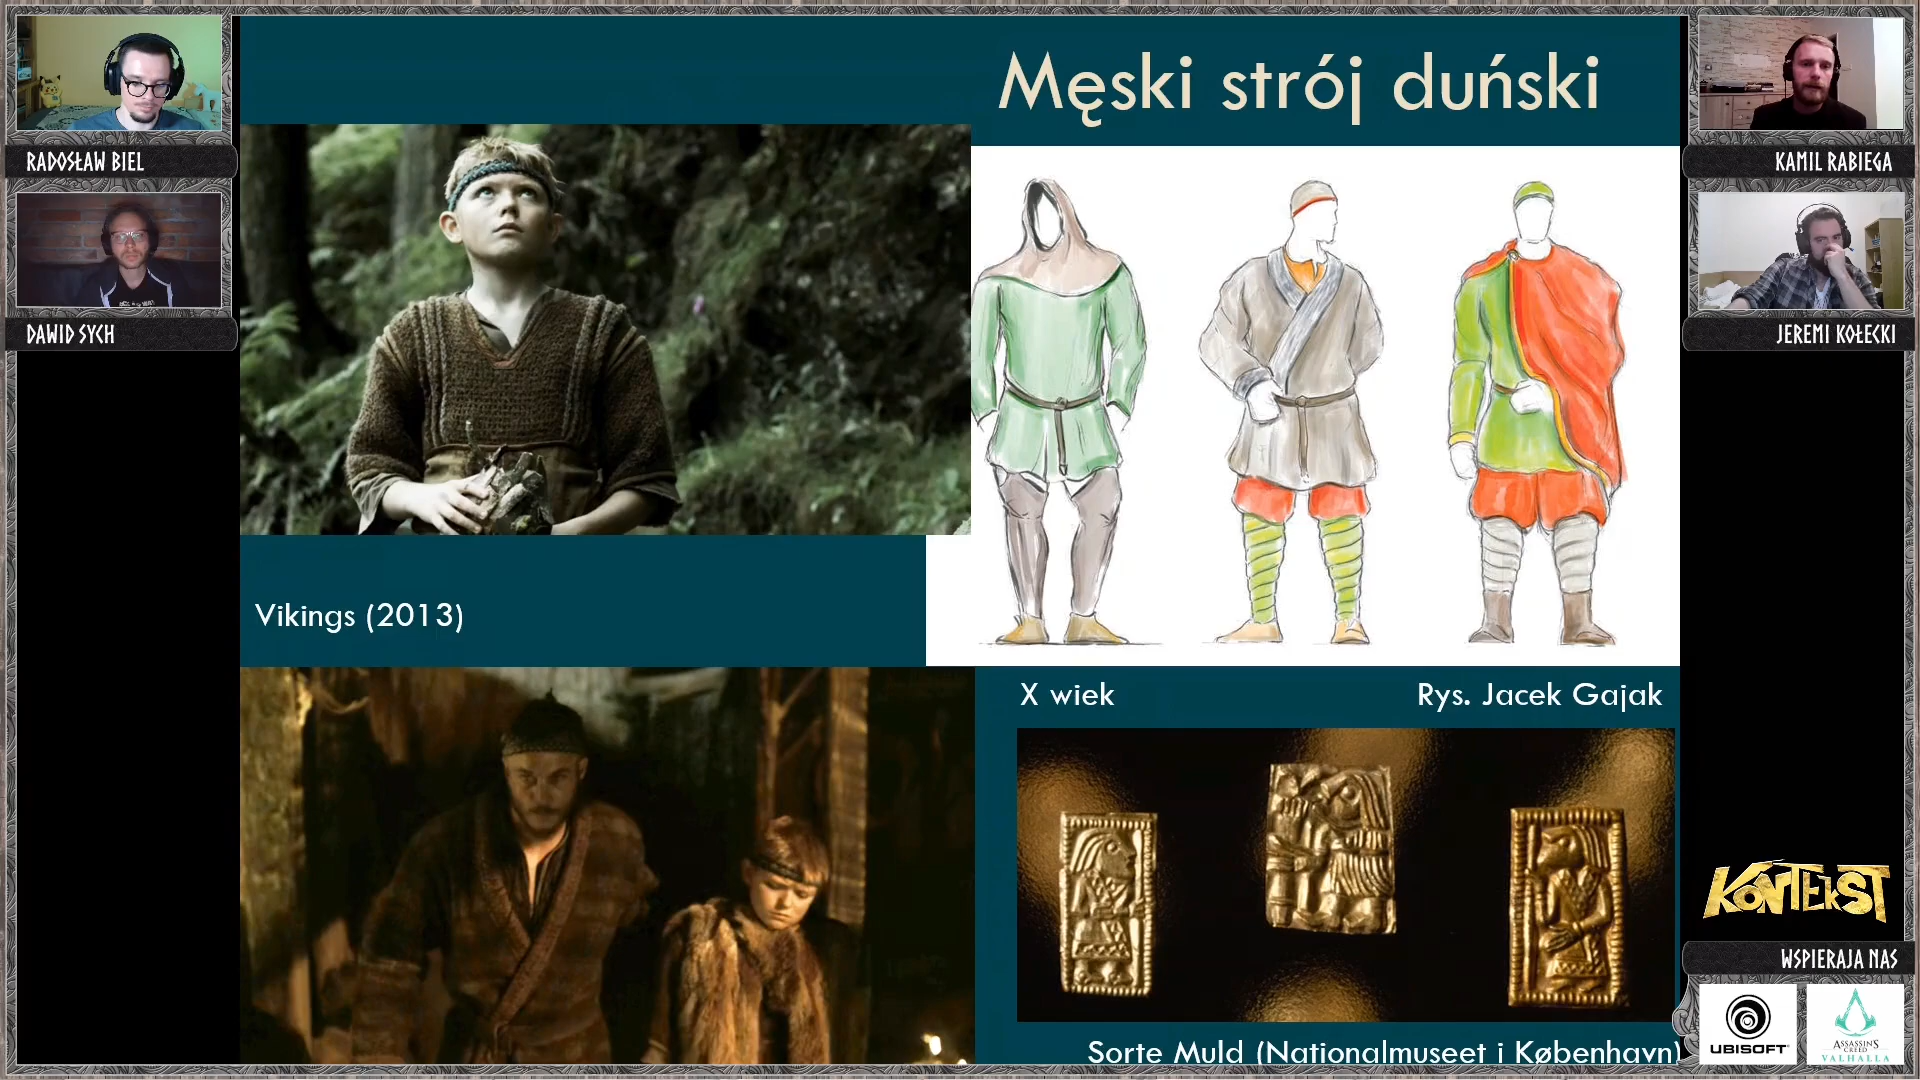 Męski strój duński
RADOSŁAW BIEL
KAMIL RABIEGA
DAWID SYCH
JEREMI KOŁECKI
Vikings (2013)
X wiek
Rys. Jacek Gajak
KONTEKST
WSPIERAJA NAS
UBISOFT
ASSASSIN'S
CREED
VALHALLA
Sorte Muld (Nationalmuseet i København)